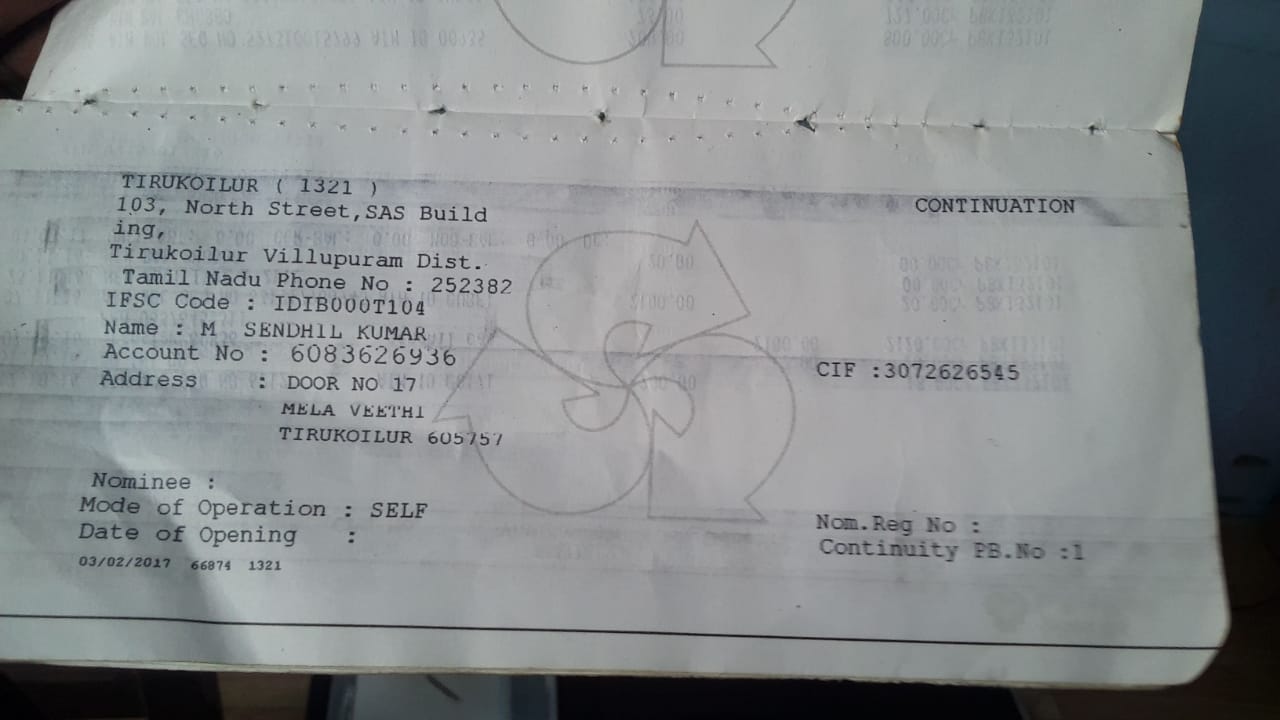 TIRUKOILUR ( 1321 )
CONTINUATION
103, North Street,SAS Build
ing,
Tirukoilur Villupuram Dist.
Tamil Nadu Phone No : 252382
IFSC Code : IDIB000T104
Name : M SENDHIL KUMAR
Account No : 6083626936
CIF :3072626545
Address : DOOR NO 17
MELA VEETHI
TIRUKOILUR 605757
Nominee :
Mode of Operation : SELF
Nom.Reg No :
Date of Opening :
Continuity PB.No :1
03/02/2017 66874 1321